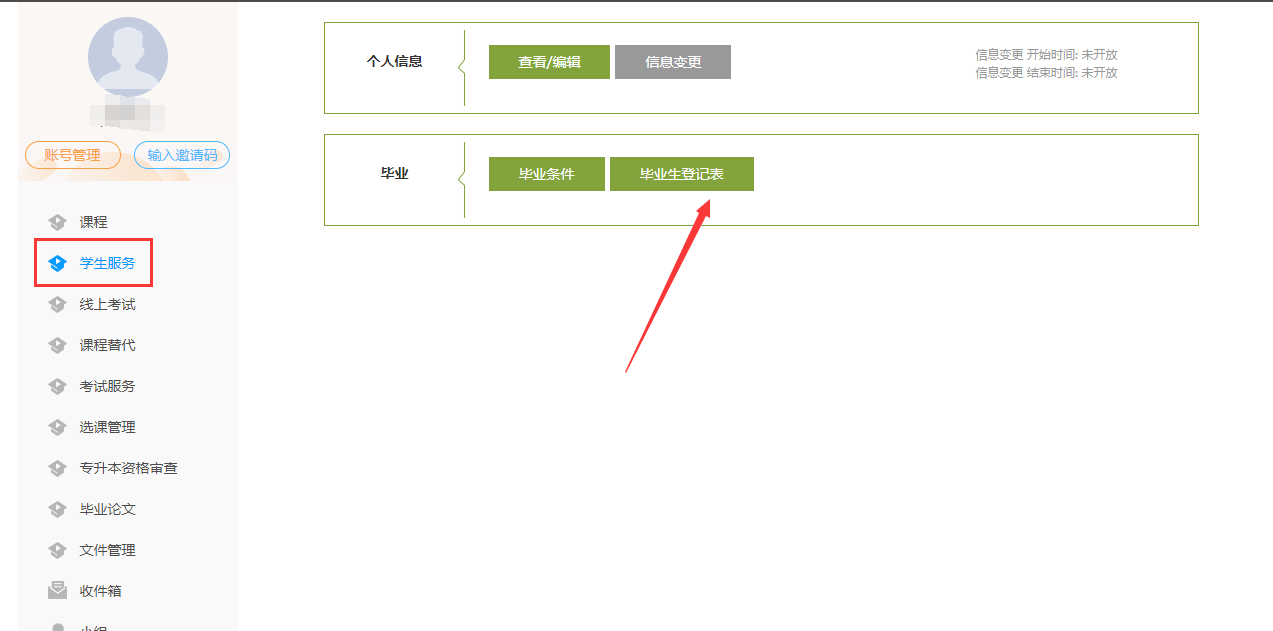 账号管理
输入邀请码
课程
学生服务
线上考试
课程替代
考试服务
选课管理
专升本资格审查
毕业论文
文件管理
收件箱
小组
个人信息
查看/编辑
信息变更
信息变更 开始时间: 未开放
信息变更 结束时间: 未开放
毕业
毕业条件
毕业生登记表